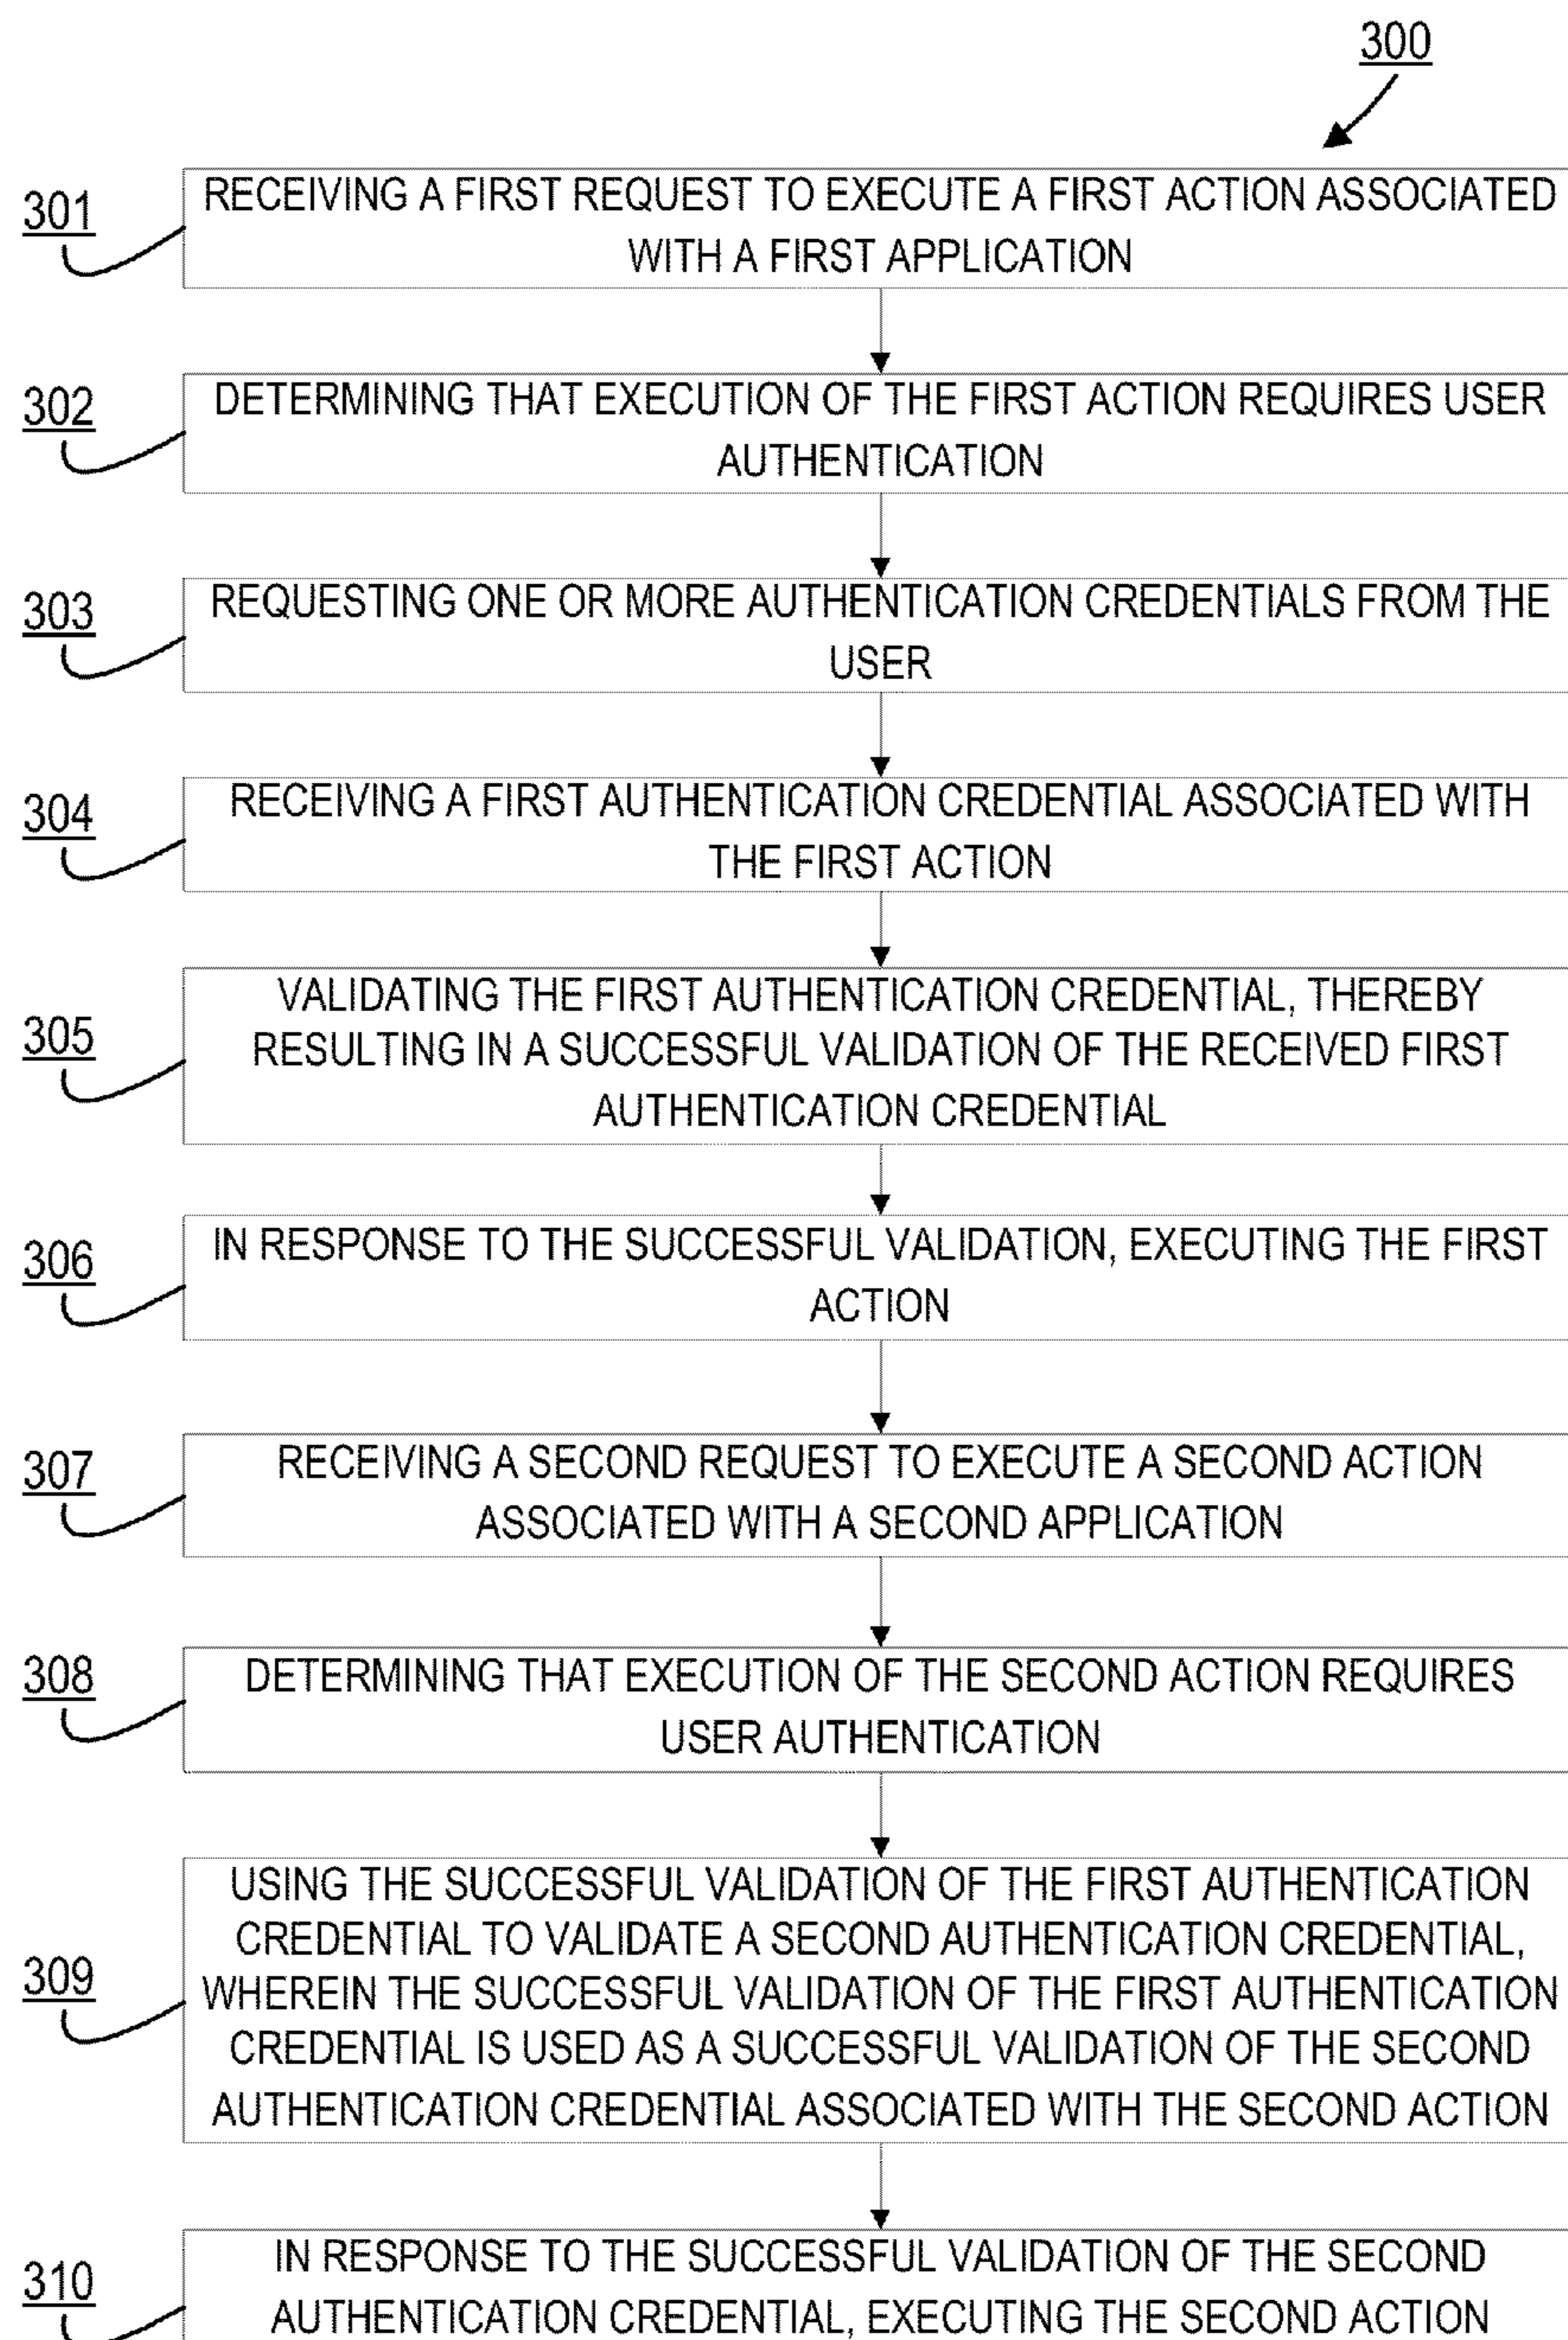 300
301
RECEIVING A FIRST REQUEST TO EXECUTE A FIRST ACTION ASSOCIATED
WITH A FIRST APPLICATION
302
DETERMINING THAT EXECUTION OF THE FIRST ACTION REQUIRES USER
AUTHENTICATION
303
REQUESTING ONE OR MORE AUTHENTICATION CREDENTIALS FROM THE
USER
304
RECEIVING A FIRST AUTHENTICATION CREDENTIAL ASSOCIATED WITH
THE FIRST ACTION
305
VALIDATING THE FIRST AUTHENTICATION CREDENTIAL, THEREBY
RESULTING IN A SUCCESSFUL VALIDATION OF THE RECEIVED FIRST
AUTHENTICATION CREDENTIAL
306
IN RESPONSE TO THE SUCCESSFUL VALIDATION, EXECUTING THE FIRST
ACTION
307
RECEIVING A SECOND REQUEST TO EXECUTE A SECOND ACTION
ASSOCIATED WITH A SECOND APPLICATION
308
DETERMINING THAT EXECUTION OF THE SECOND ACTION REQUIRES
USER AUTHENTICATION
309
USING THE SUCCESSFUL VALIDATION OF THE FIRST AUTHENTICATION
CREDENTIAL TO VALIDATE A SECOND AUTHENTICATION CREDENTIAL,
WHEREIN THE SUCCESSFUL VALIDATION OF THE FIRST AUTHENTICATION
CREDENTIAL IS USED AS A SUCCESSFUL VALIDATION OF THE SECOND
AUTHENTICATION CREDENTIAL ASSOCIATED WITH THE SECOND ACTION
310
IN RESPONSE TO THE SUCCESSFUL VALIDATION OF THE SECOND
AUTHENTICATION CREDENTIAL, EXECUTING THE SECOND ACTION